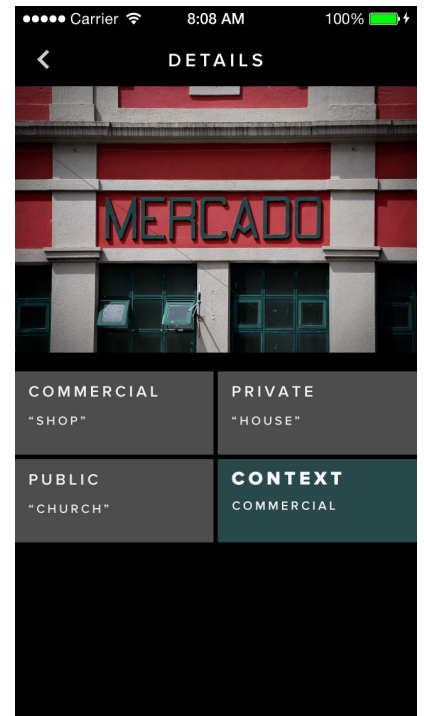 Carrier 8:08 AM 100%
DETAILS
MERCADO
COMMERCIAL
“SHOP”
PRIVATE
“HOUSE”
PUBLIC
“CHURCH”
CONTEXT
COMMERCIAL